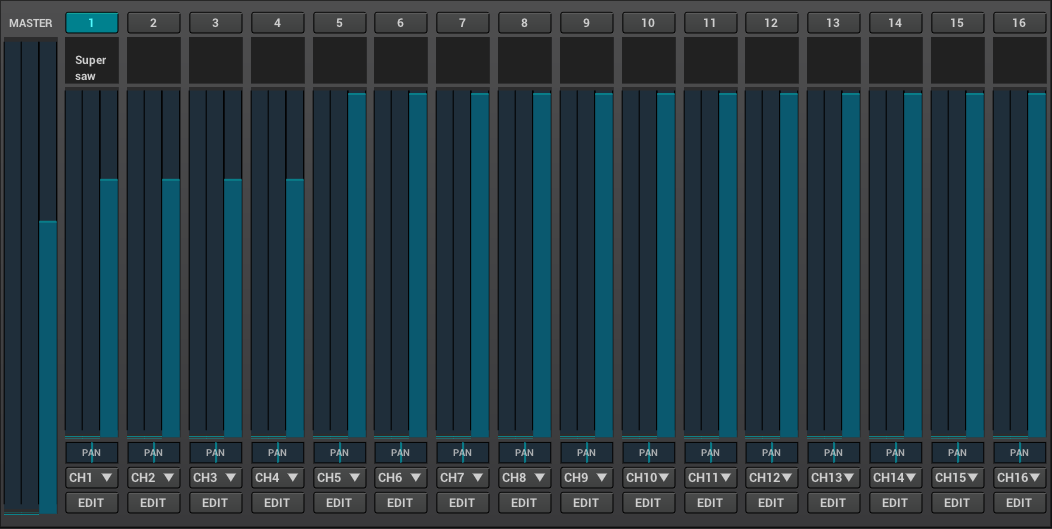 MASTER 1 2 3 4 5 6 7 8 9 10 11 12 13 14 15 16
Super
saw
PAN PAN PAN PAN PAN PAN PAN PAN PAN PAN PAN PAN PAN PAN PAN PAN
CH1 CH2 CH3 CH4 CH5 CH6 CH7 CH8 CH9 CH10 CH11 CH12 CH13 CH14 CH15 CH16
EDIT EDIT EDIT EDIT EDIT EDIT EDIT EDIT EDIT EDIT EDIT EDIT EDIT EDIT EDIT EDIT